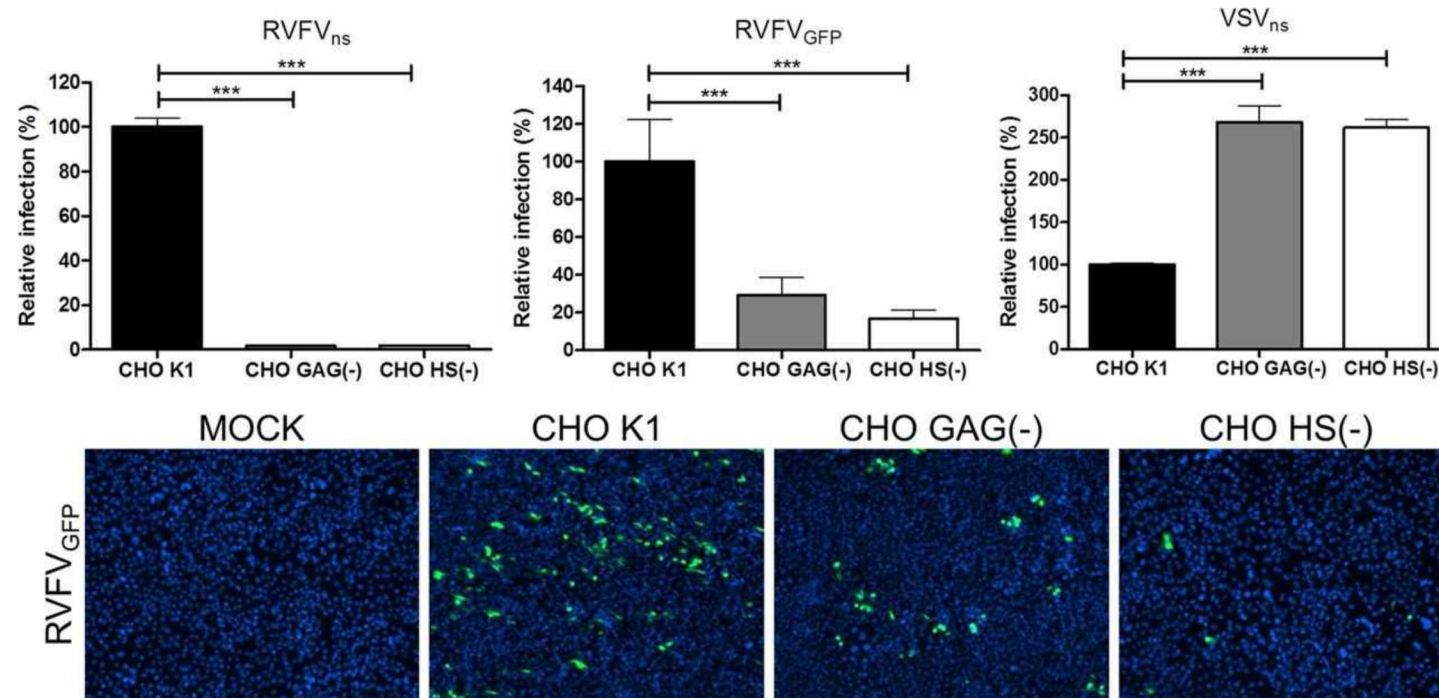 RVFVns
***
***
Relative infection (%)
120
100
80
60
40
20
0
CHO K1 CHO GAG(-) CHO HS(-)
RVFVGFP
***
***
Relative infection (%)
140
120
100
80
60
40
20
0
CHO K1 CHO GAG(-) CHO HS(-)
VSVns
***
***
Relative infection (%)
300
250
200
150
100
50
0
CHO K1 CHO GAG(-) CHO HS(-)
MOCK CHO K1 CHO GAG(-) CHO HS(-)
RVFVGFP